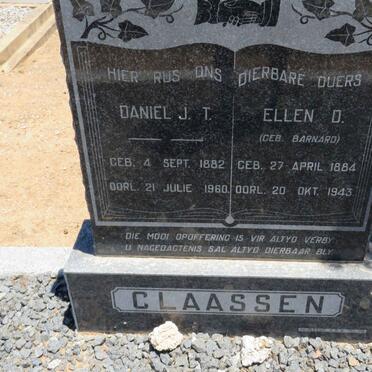 HIER RUS ONS DIERBARE OUERS
DANIEL J. T.
GEB. 4 SEPT. 1882
OORL. 21 JULIE 1960
ELLEN D.
(GEB. BARNARD)
GEB. 27 APRIL 1884
OORL. 20 OKT. 1943
DIE MOOI OPOFFERING IS VIR ALTYD VERBY
U NAGEDAGTENIS SAL ALTYD DIERBAAR BLY
CLAASSEN